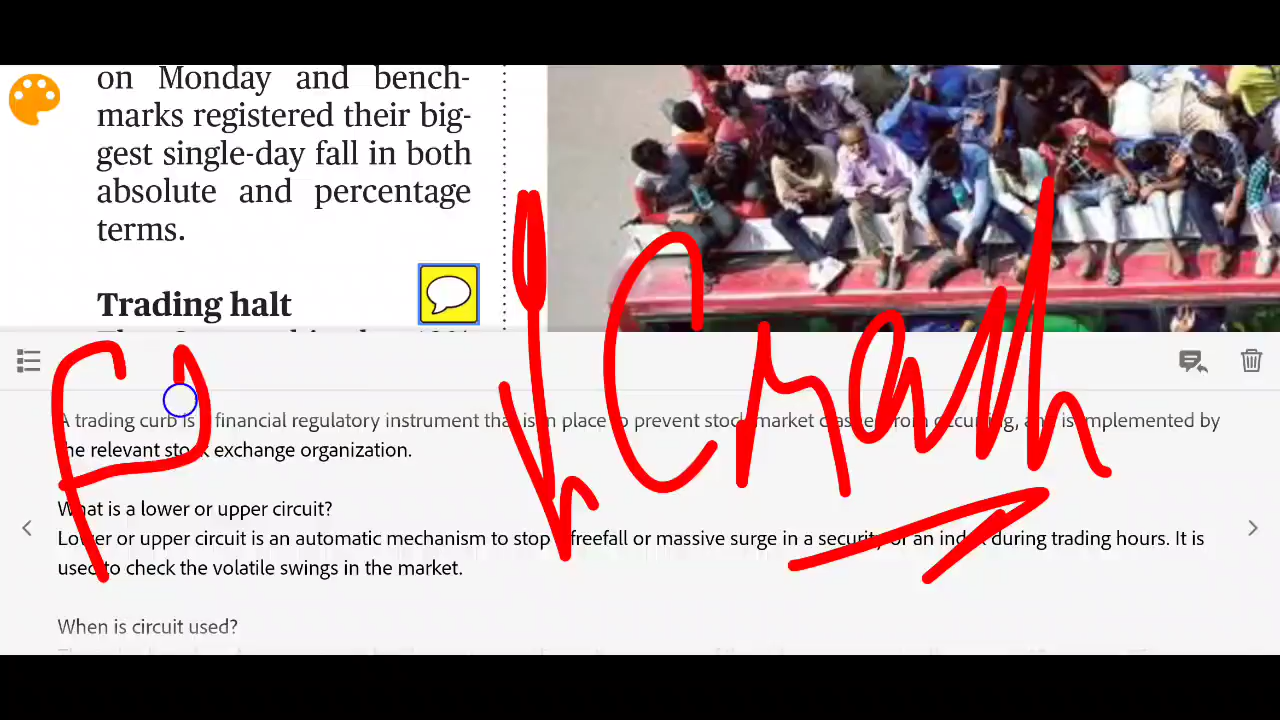 on Monday and bench-
marks registered their big-
gest single-day fall in both
absolute and percentage
terms.
Trading halt
Crash
P
A trading curb is financial regulatory instrument that is in place to prevent stock market crashes from occurring, and is implemented by
the relevant stock exchange organization.
What is a lower or upper circuit?
Lower or upper circuit is an automatic mechanism to stop freefall or massive surge in a security or an index during trading hours. It is
used to check the volatile swings in the market.
When is circuit used?